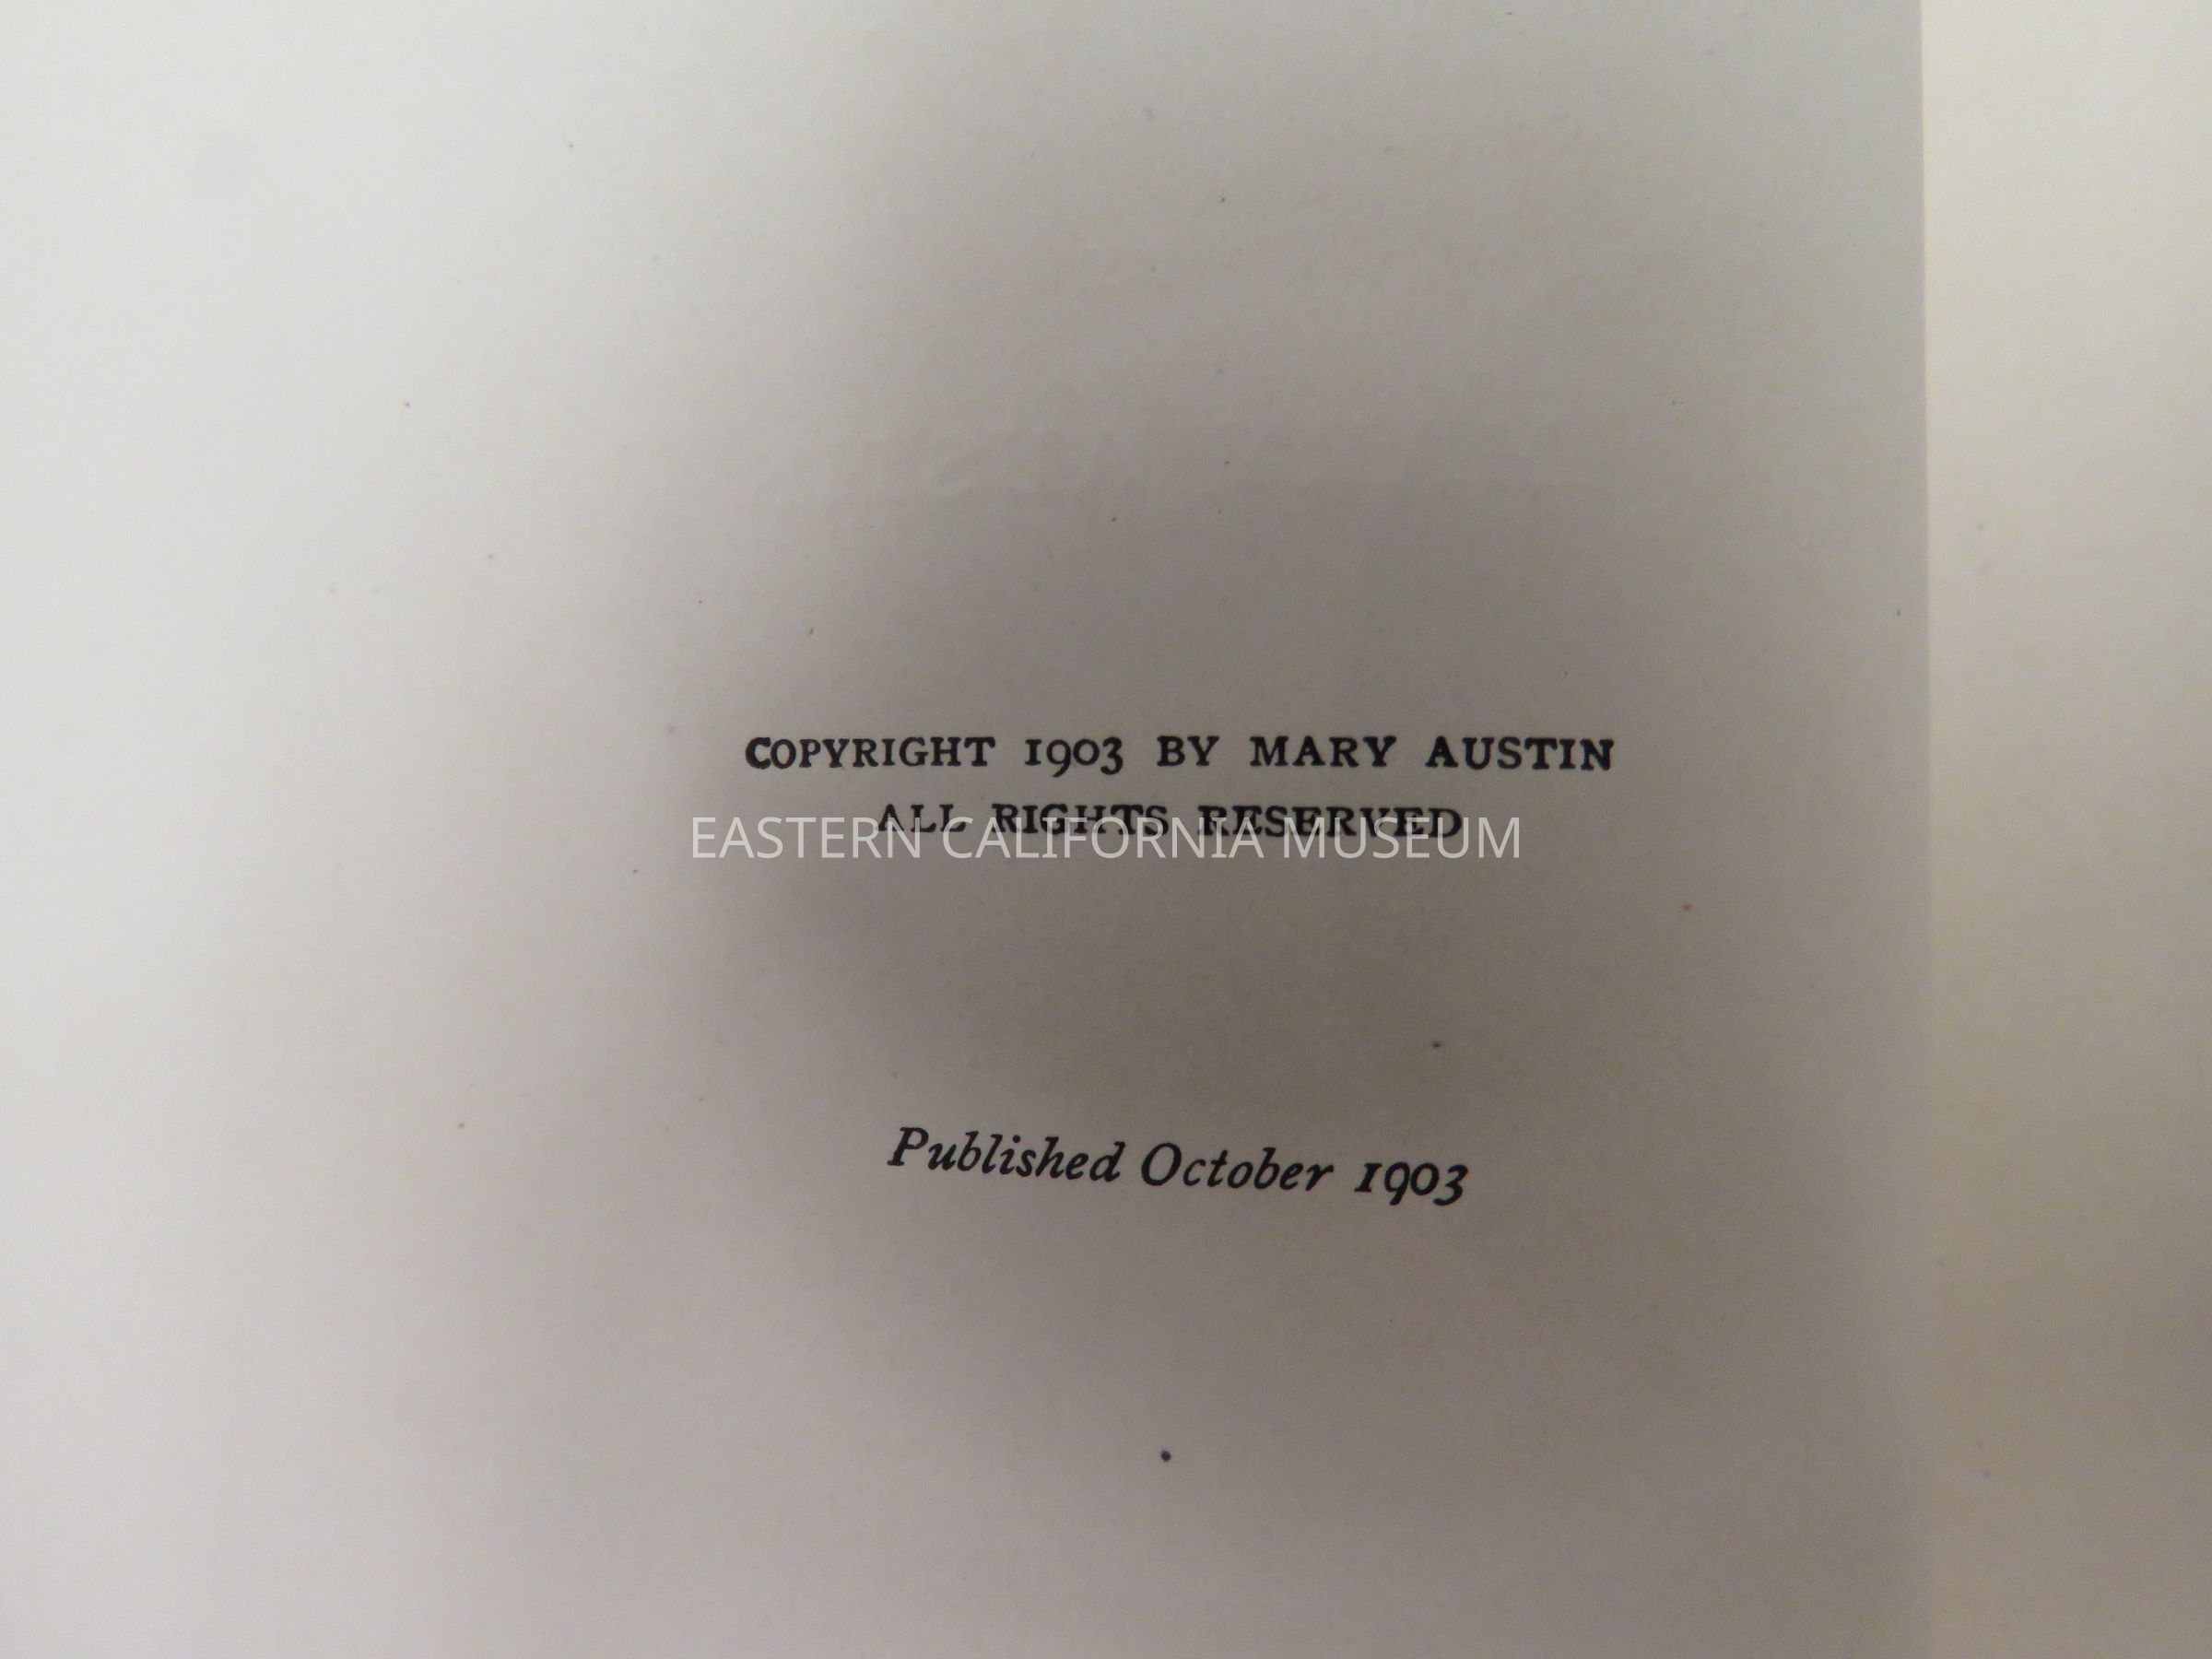 COPYRIGHT 1903 BY MARY AUSTIN
ALL RIGHTS RESERVED
EASTERN CALIFORNIA MUSEUM
Published October 1903